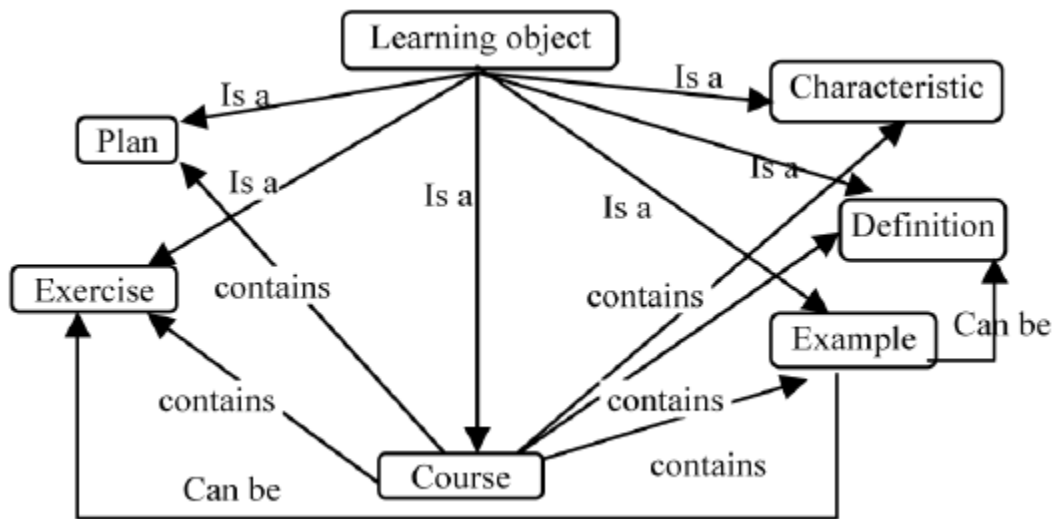 Learning object
Is a
Characteristic
Is a
Plan
Is a
Is a
Is a
Is a
Definition
Exercise
contains
contains
Example
Can be
contains
contains
Course
contains
Can be